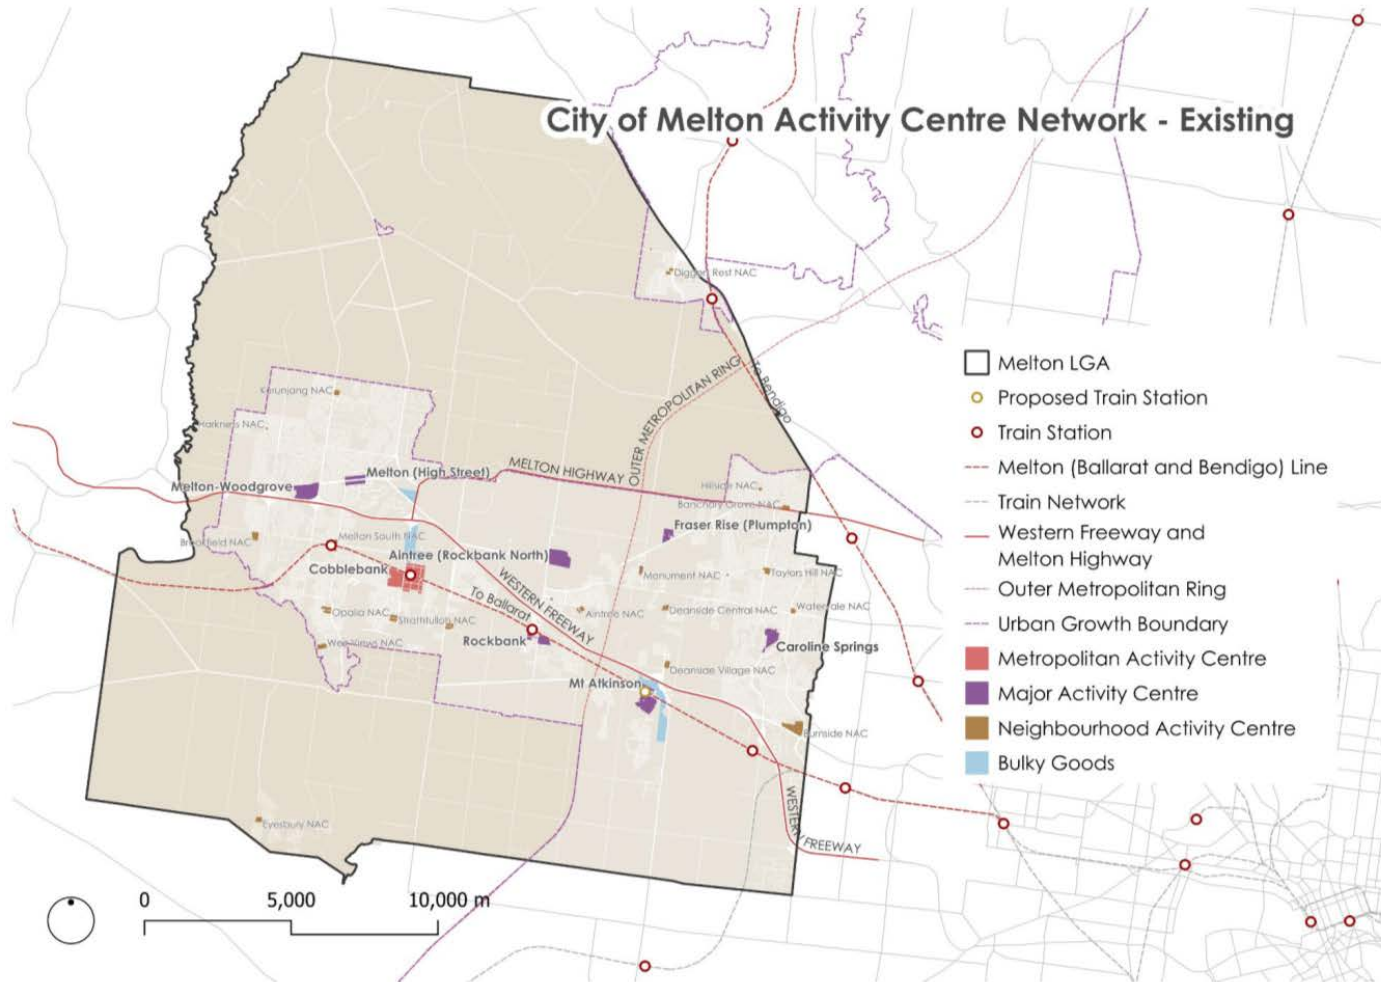 City of Melton Activity Centre Network - Existing
Diggers Rest NAC
To Bendigo
OUTER METROPOLITAN RING
Kurunjang NAC
Harkness NAC
Melton (High Street)
MELTON HIGHWAY
Melton-Woodgrove
Hillside NAC
Banchory Grove NAC
Fraser Rise (Plumpton)
Brookfield NAC
Melton South NAC
Aintree (Rockbank North)
Cobblebank
WESTERN FREEWAY
To Ballarat
Monument NAC
Taylors Hill NAC
Opalia NAC
Strathtulloh NAC
Aintree NAC
Deanside Central NAC
Watervale NAC
Rockbank
Caroline Springs
Deanside Village NAC
Mt Atkinson
Burnside NAC
WESTERN FREEWAY
Eynesbury NAC
Melton LGA
Proposed Train Station
Train Station
Melton (Ballarat and Bendigo) Line
Train Network
Western Freeway and
Melton Highway
Outer Metropolitan Ring
Urban Growth Boundary
Metropolitan Activity Centre
Major Activity Centre
Neighbourhood Activity Centre
Bulky Goods
0 5,000 10,000 m